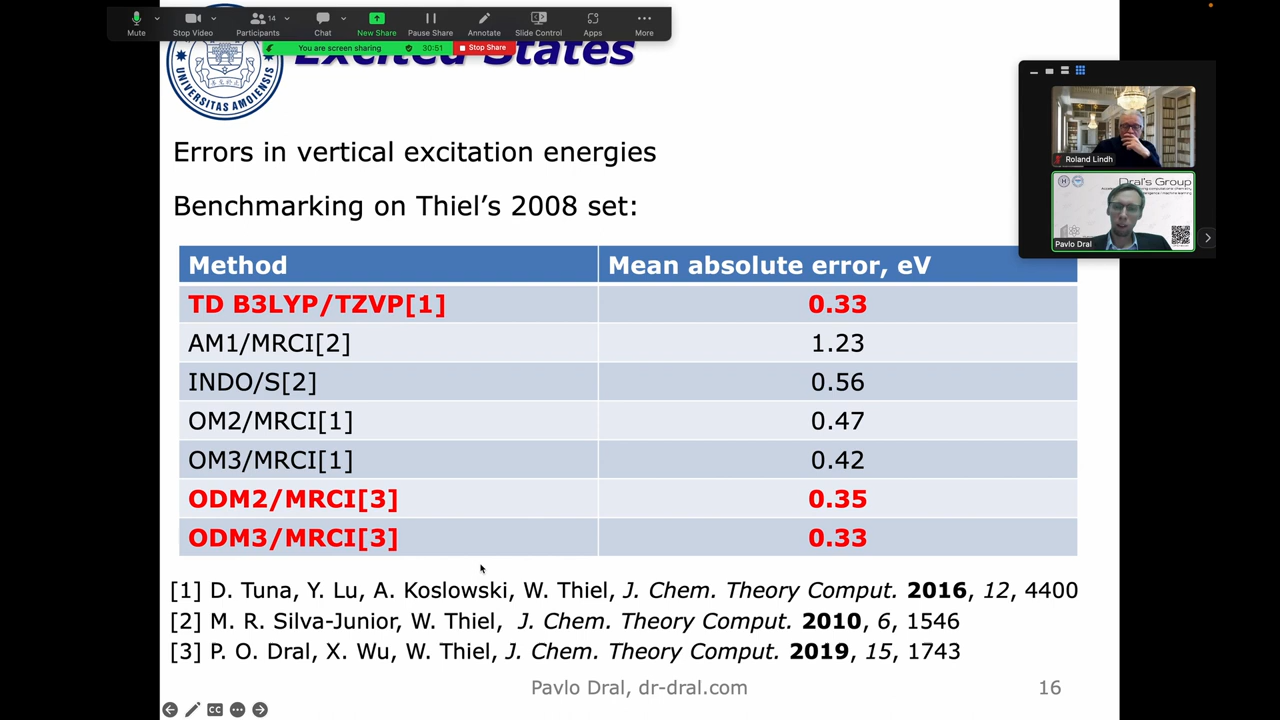 Mute
Stop Video
14
Participants
Chat
New Share
Pause Share
Annotate
Slide Control
Apps
More
You are screen sharing
30:51
Stop Share
Excited States
UNIVERSITAS AMOIENSIS
Roland Lindh
Dral's Group
Pavlo Dral
Errors in vertical excitation energies
Benchmarking on Thiel’s 2008 set:
Method Mean absolute error, eV
TD B3LYP/TZVP[1] 0.33
AM1/MRCI[2] 1.23
INDO/S[2] 0.56
OM2/MRCI[1] 0.47
OM3/MRCI[1] 0.42
ODM2/MRCI[3] 0.35
ODM3/MRCI[3] 0.33
[1] D. Tuna, Y. Lu, A. Koslowski, W. Thiel, J. Chem. Theory Comput. 2016, 12, 4400
[2] M. R. Silva-Junior, W. Thiel, J. Chem. Theory Comput. 2010, 6, 1546
[3] P. O. Dral, X. Wu, W. Thiel, J. Chem. Theory Comput. 2019, 15, 1743
Pavlo Dral, dr-dral.com 16
CC